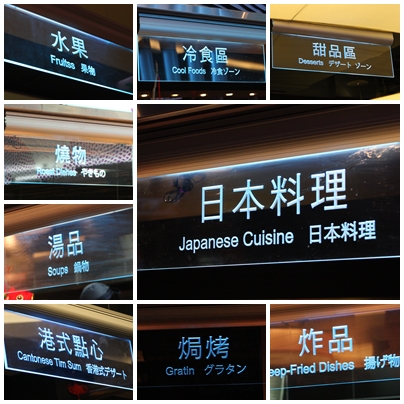 水果
Fruitss 果物
冷食區
Cool Foods 冷食ゾーン
甜品區
Desserts デザート ゾーン
燒物
Roast Dishes やきもの
日本料理
Japanese Cuisine 日本料理
湯品
Soups 鍋物
港式點心
Cantonese Tim Sum 香港式デザート
焗烤
Gratin グラタン
炸品
eep-Fried Dishes 揚げ物